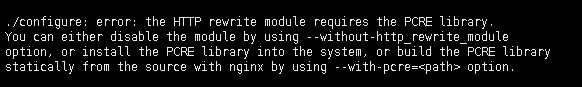 ./configure: error: the HTTP rewrite module requires the PCRE library.
You can either disable the module by using --without-http_rewrite_module
option, or install the PCRE library into the system, or build the PCRE library
statically from the source with nginx by using --with-pcre=<path> option.